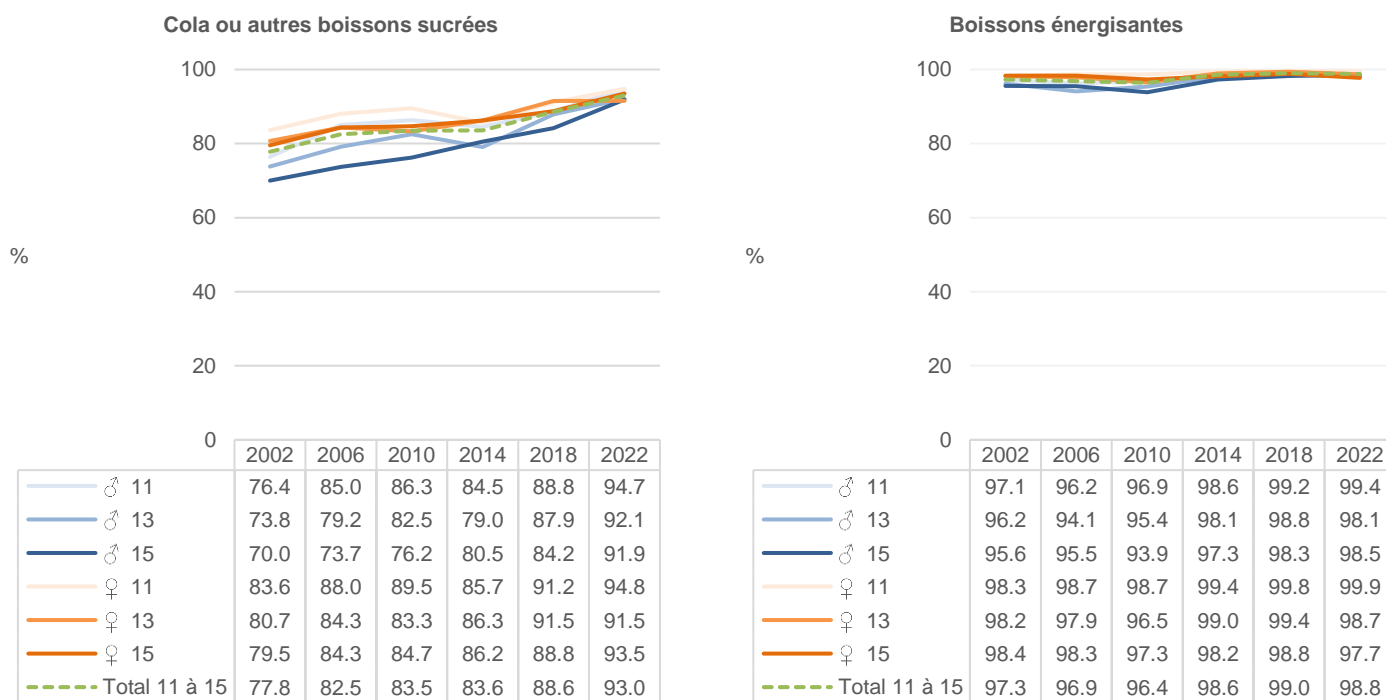 Cola ou autres boissons sucrées
%
100
80
60
40
20
0
2002 2006 2010 2014 2018 2022
♂ 11 76.4 85.0 86.3 84.5 88.8 94.7
♂ 13 73.8 79.2 82.5 79.0 87.9 92.1
♂ 15 70.0 73.7 76.2 80.5 84.2 91.9
♀ 11 83.6 88.0 89.5 85.7 91.2 94.8
♀ 13 80.7 84.3 83.3 86.3 91.5 91.5
♀ 15 79.5 84.3 84.7 86.2 88.8 93.5
Total 11 à 15 77.8 82.5 83.5 83.6 88.6 93.0
Boissons énergisantes
%
100
80
60
40
20
0
2002 2006 2010 2014 2018 2022
♂ 11 97.1 96.2 96.9 98.6 99.2 99.4
♂ 13 96.2 94.1 95.4 98.1 98.8 98.1
♂ 15 95.6 95.5 93.9 97.3 98.3 98.5
♀ 11 98.3 98.7 98.7 99.4 99.8 99.9
♀ 13 98.2 97.9 96.5 99.0 99.4 98.7
♀ 15 98.4 98.3 97.3 98.2 98.8 97.7
Total 11 à 15 97.3 96.9 96.4 98.6 99.0 98.8